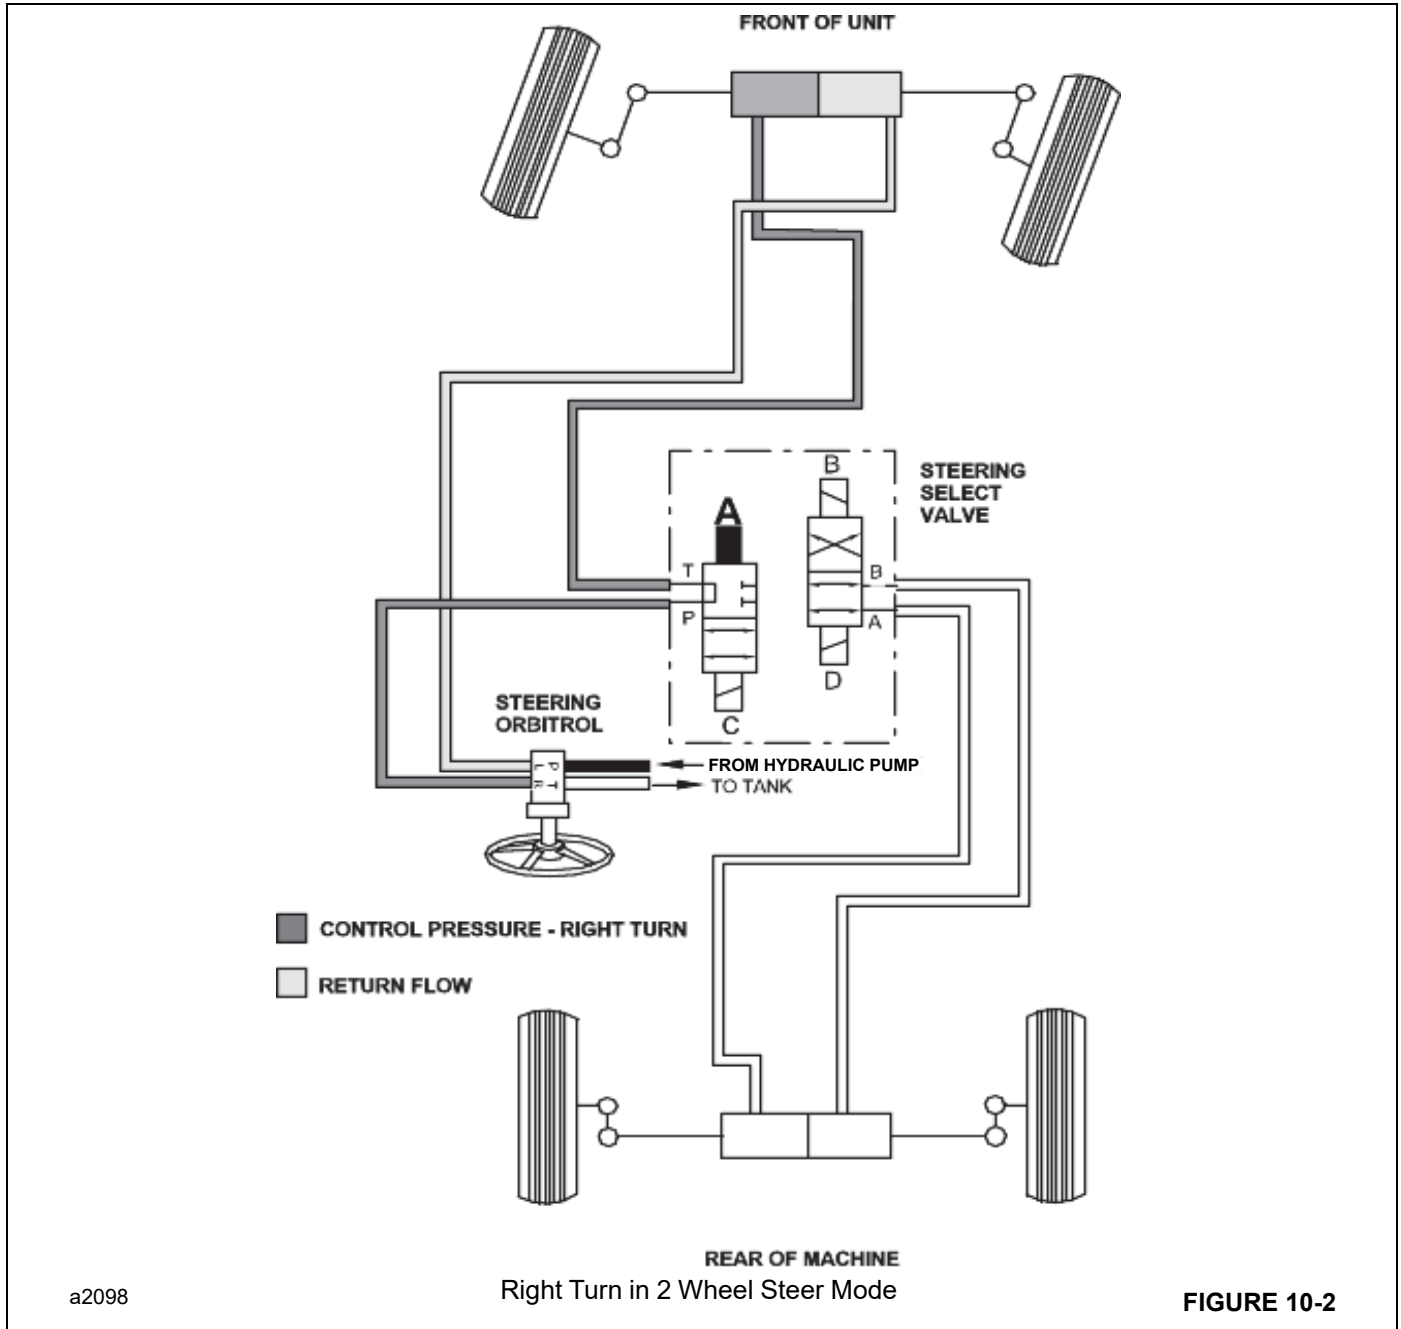 FRONT OF UNIT
STEERING
SELECT
VALVE
B
A
T
B
P
A
D
C
STEERING
ORBITROL
P
L
T
R
FROM HYDRAULIC PUMP
TO TANK
CONTROL PRESSURE - RIGHT TURN
RETURN FLOW
REAR OF MACHINE
Right Turn in 2 Wheel Steer Mode
a2098
FIGURE 10-2